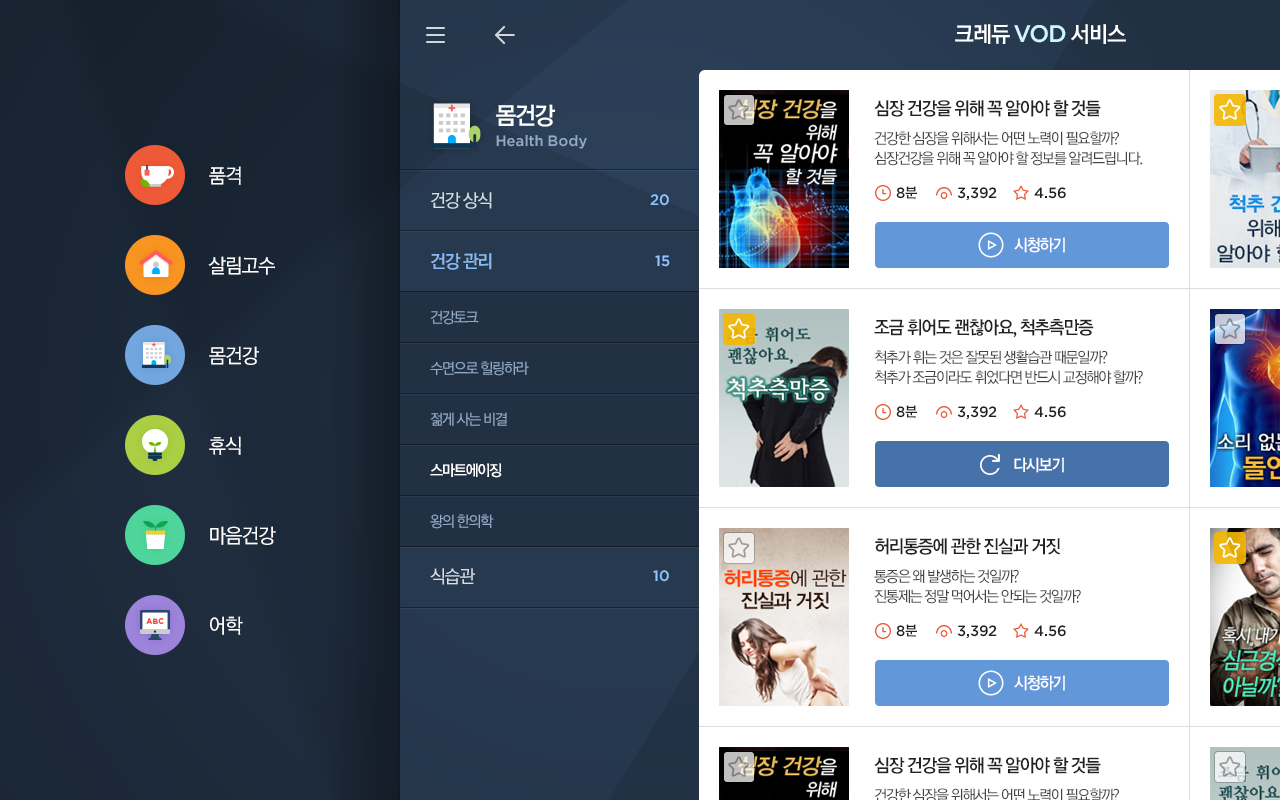 품격
살림고수
몸건강
휴식
마음건강
ABC
어학
크레듀 VOD 서비스
몸건강
Health Body
건강 상식 20
건강 관리 15
건강토크
수면으로 힐링하라
젊게 사는 비결
스마트에이징
왕의 한의학
식습관 10
심장 건강을
위해
꼭 알아야
할 것들
심장 건강을 위해 꼭 알아야 할 것들
건강한 심장을 위해서는 어떤 노력이 필요할까?
심장건강을 위해 꼭 알아야 할 정보를 알려드립니다.
8분 3,392 4.56
시청하기
척추
위해
알아야
휘어도
괜찮아요,
척추측만증
조금 휘어도 괜찮아요, 척추측만증
척추가 휘는 것은 잘못된 생활습관 때문일까?
척추가 조금이라도 휘었다면 반드시 교정해야 할까?
8분 3,392 4.56
다시보기
소리 없는
돌연
허리통증에 관한
진실과 거짓
허리통증에 관한 진실과 거짓
통증은 왜 발생하는 것일까?
진통제는 정말 먹어서는 안되는 것일까?
8분 3,392 4.56
시청하기
혹시, 내가
심근경색
아닐까?
심장 건강을
위해
심장 건강을 위해 꼭 알아야 할 것들
건강한 심장을 위해서는 어떤 노력이 필요할까?
휘어
괜찮아요